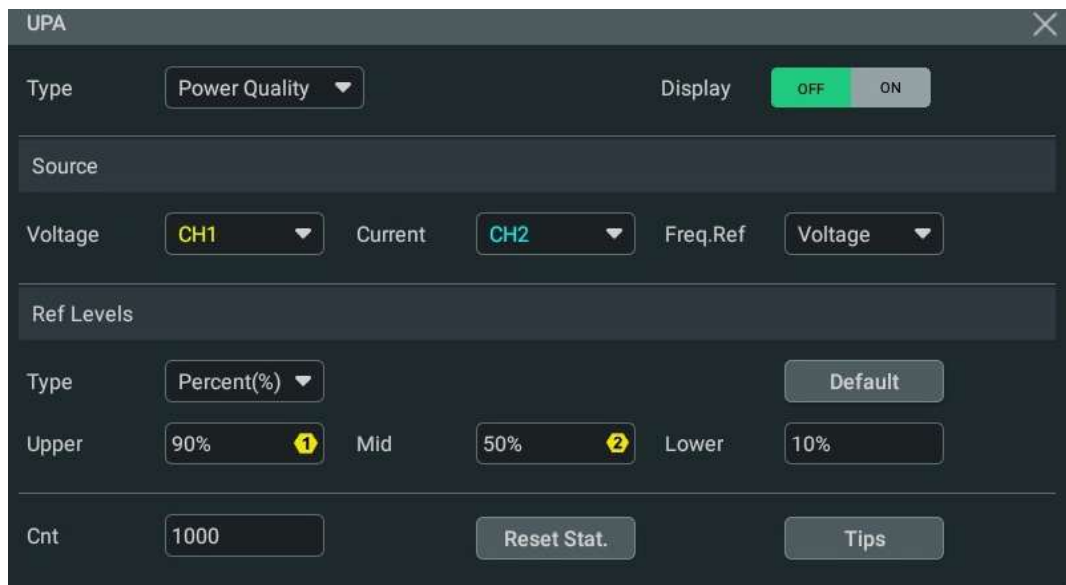 UPA
Type Power Quality Display OFF ON
Source
Voltage CH1 Current CH2 Freq.Ref Voltage
Ref Levels
Type Percent(%) Default
Upper 90% 1 Mid 50% 2 Lower 10%
Cnt 1000 Reset Stat. Tips